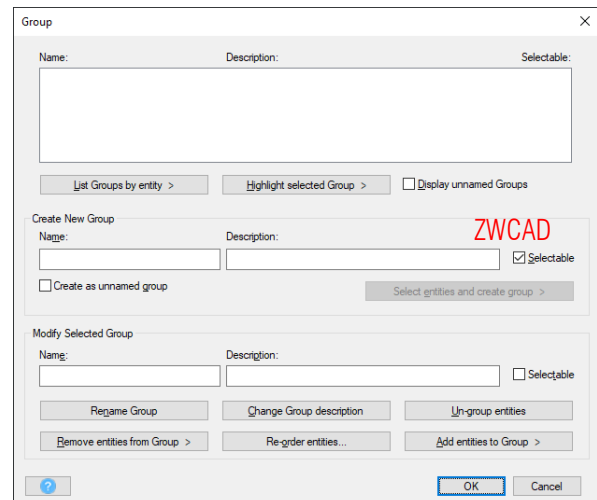 Group
Name: Description: Selectable:
List Groups by entity > Highlight selected Group > Display unnamed Groups
Create New Group
ZWCAD
Name: Description:
Selectable
Create as unnamed group Select entities and create group >
Modify Selected Group
Name: Description:
Selectable
Rename Group Change Group description Un-group entities
Remove entities from Group > Re-order entities... Add entities to Group >
? OK Cancel